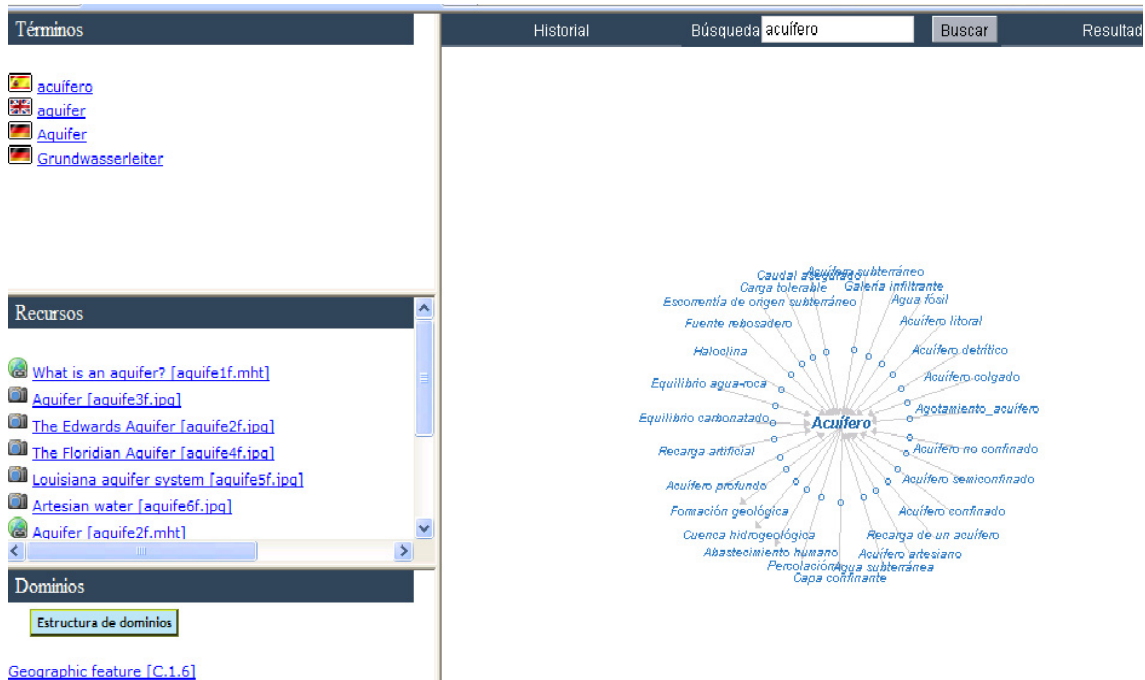 Términos
acuífero
aquifer
Aquifer
Grundwasserleiter
Recursos
What is an aquifer? [aquife1f.mht]
Aquifer [aquife3f.jpg]
The Edwards Aquifer [aquife2f.jpg]
The Floridian Aquifer [aquife4f.jpg]
Louisiana aquifer system [aquife5f.jpg]
Artesian water [aquife6f.jpg]
Aquifer [aquife2f.mht]
Dominios
Estructura de dominios
Geographic feature [C.1.6]
Historial Búsqueda acuífero Buscar Resultad
Acuífero subterráneo
Caudal asegurado
Carga tolerable Galería infiltrante
Escorrentía de origen subterráneo Agua fósil
Fuente rebosadero Acuífero litoral
Haloclina Acuífero detrítico
Equilibrio agua-roca Acuífero colgado
Equilibrio carbonatado Agotamiento_acuífero
Acuífero
Recarga artificial Acuífero no confinado
Acuífero profundo Acuífero semiconfinado
Formación geológica Acuífero confinado
Cuenca hidrogeológica Recarga de un acuífero
Abastecimiento humano Acuífero artesiano
Percolación Agua subterránea
Capa confinante